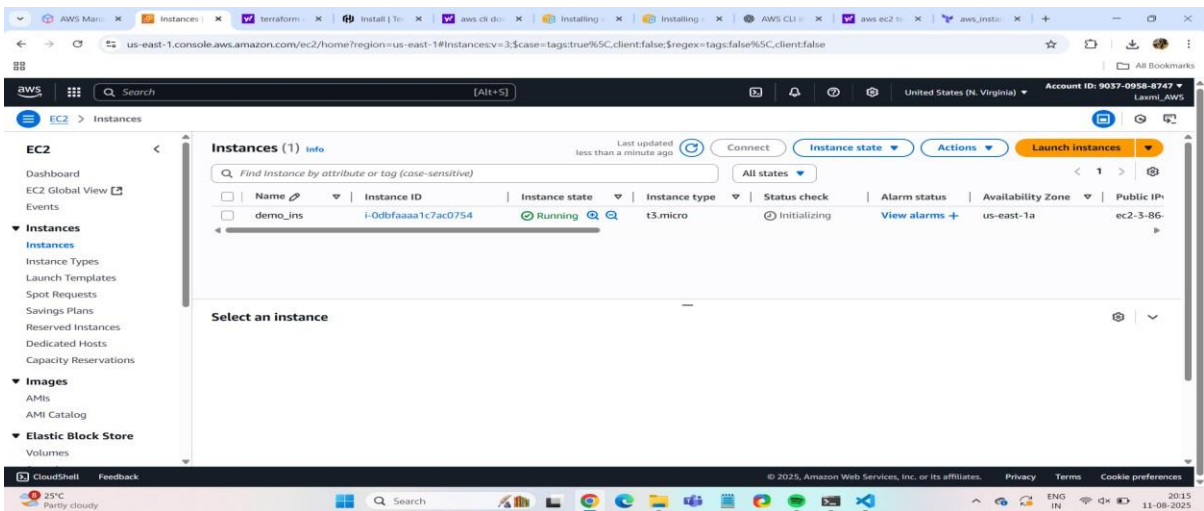 AWS Man
Instances
terraform
Install | Te
aws cli do
Installing
Installing
AWS CLI
aws ec2 t
aws_instan
us-east-1.console.aws.amazon.com/ec2/home?region=us-east-1#Instances:v=3;$case=tags:true%5C,client:false;$regex=tags:false%5C,client:false
All Bookmarks
aws Search [Alt+S] United States (N. Virginia) Account ID: 9037-0958-8747
Laxmi_AWS
EC2 > Instances
EC2
Dashboard
EC2 Global View
Events
Instances
Instances
Instance Types
Launch Templates
Spot Requests
Savings Plans
Reserved Instances
Dedicated Hosts
Capacity Reservations
Images
AMIs
AMI Catalog
Elastic Block Store
Volumes
Instances (1) Info
Last updated
less than a minute ago
Connect Instance state Actions Launch instances
Find Instance by attribute or tag (case-sensitive) All states 1
Name Instance ID Instance state Instance type Status check Alarm status Availability Zone Public IP
demo_ins i-0dbfaaaa1c7ac0754 Running t3.micro Initializing View alarms + us-east-1a ec2-3-86-
Select an instance
CloudShell Feedback © 2025, Amazon Web Services, Inc. or its affiliates. Privacy Terms Cookie preferences
25°C
Partly cloudy
Search
ENG
IN
20:15
11-08-2025